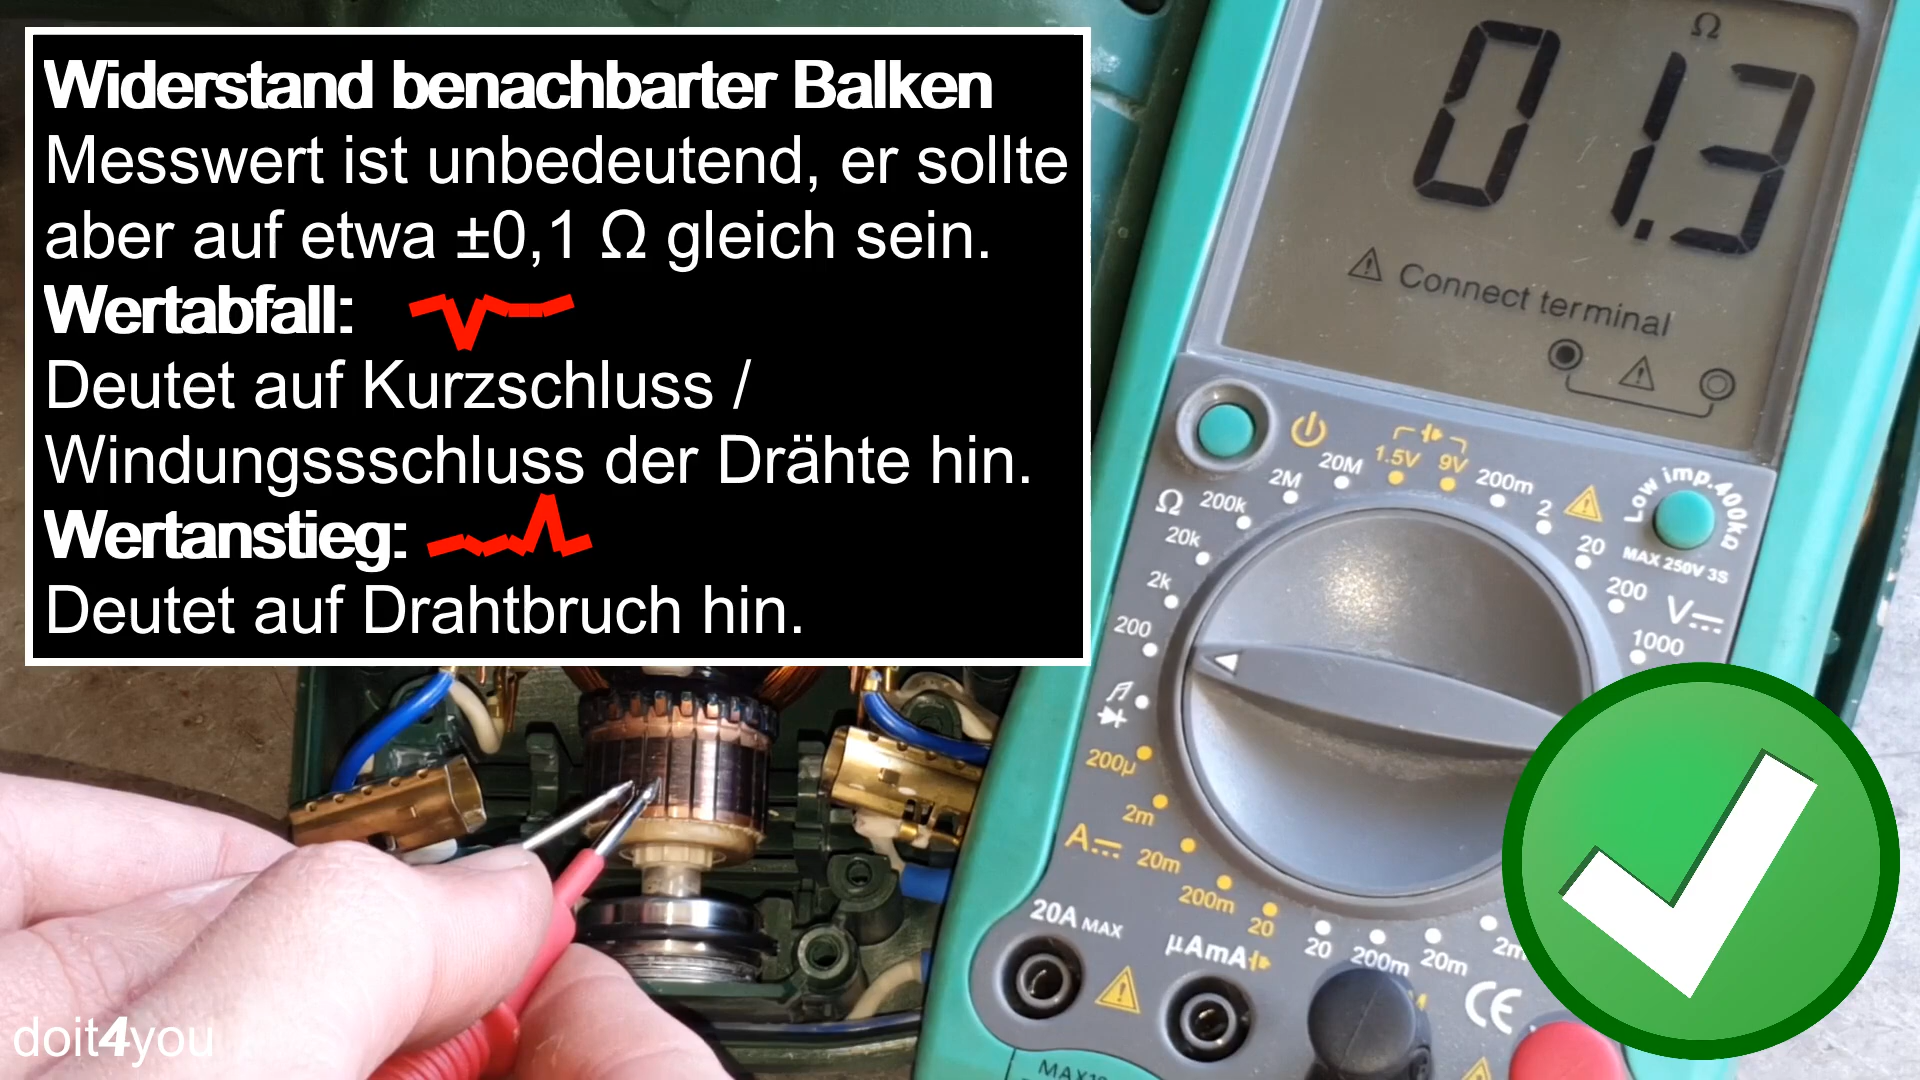 Widerstand benachbarter Balken
Messwert ist unbedeutend, er sollte
aber auf etwa ±0,1 Ω gleich sein.
Wertabfall:
Deutet auf Kurzschluss /
Windungssschluss der Drähte hin.
Wertanstieg:
Deutet auf Drahtbruch hin.
Ω
01.3
Connect terminal
1.5V 9V
20M
2M
200k
Ω
20k
2k
200
200m
2
20
200
V
1000
Low imp.400kΩ
MAX 250V 3S
200µ
2m
A
20m
200m
20
20
200m
20m
2m
20A MAX
µAmA
CE
doit4you